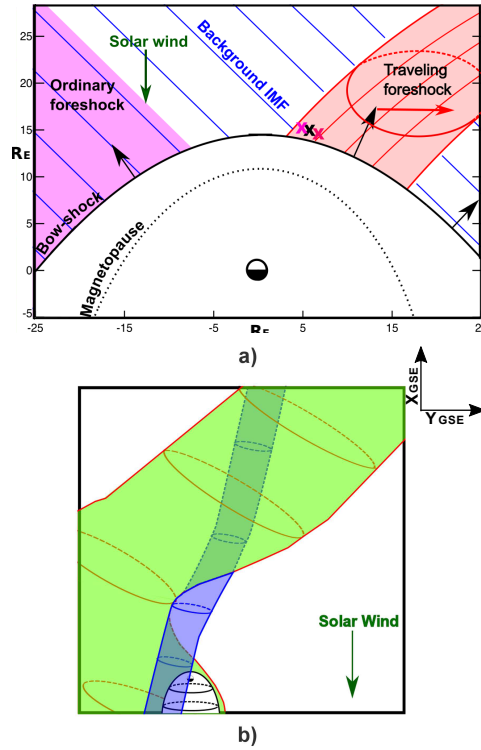 25
20
15
10
5
0
-5
RE
-25
-15
-5
5
15
2
RE
Solar wind
Ordinary
foreshock
Background IMF
Traveling
foreshock
x
x
x
Bow-shock
Magnetopause
a)
XGSE
YGSE
Solar Wind
b)